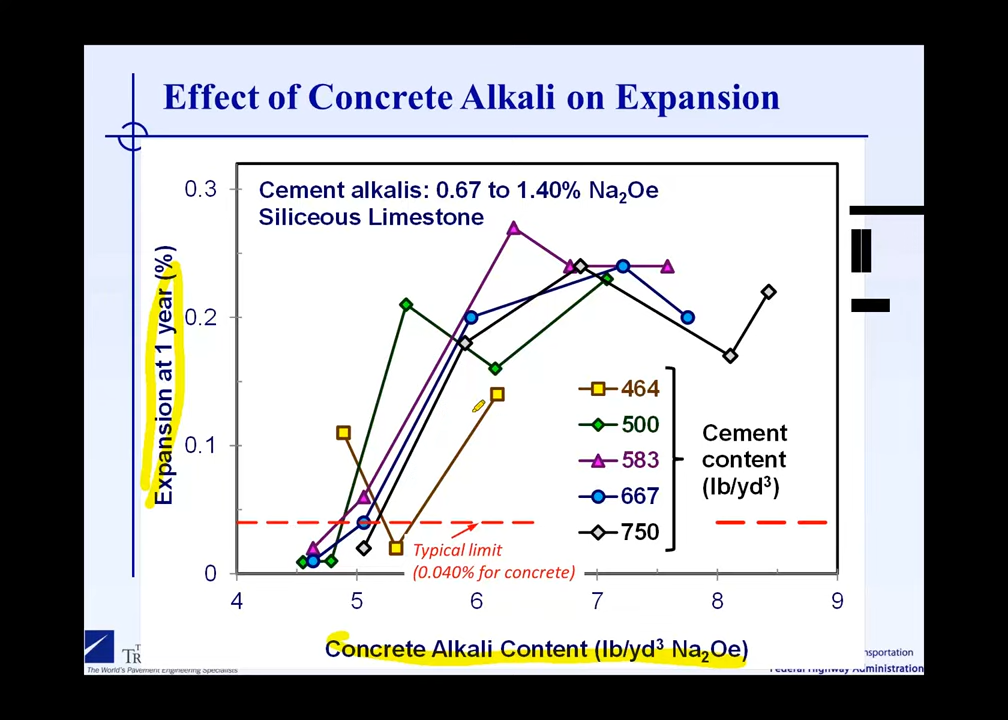 Effect of Concrete Alkali on Expansion
Cement alkalis: 0.67 to 1.40% Na₂Oe
Siliceous Limestone
Expansion at 1 year (%)
0.3
0.2
0.1
0
464
500
583
667
750
Cement
content
(lb/yd³)
Typical limit
(0.040% for concrete)
4 5 6 7 8 9
Concrete Alkali Content (lb/yd³ Na₂Oe)
The World's Pavement Engineering Specialists
Federal Highway Administration